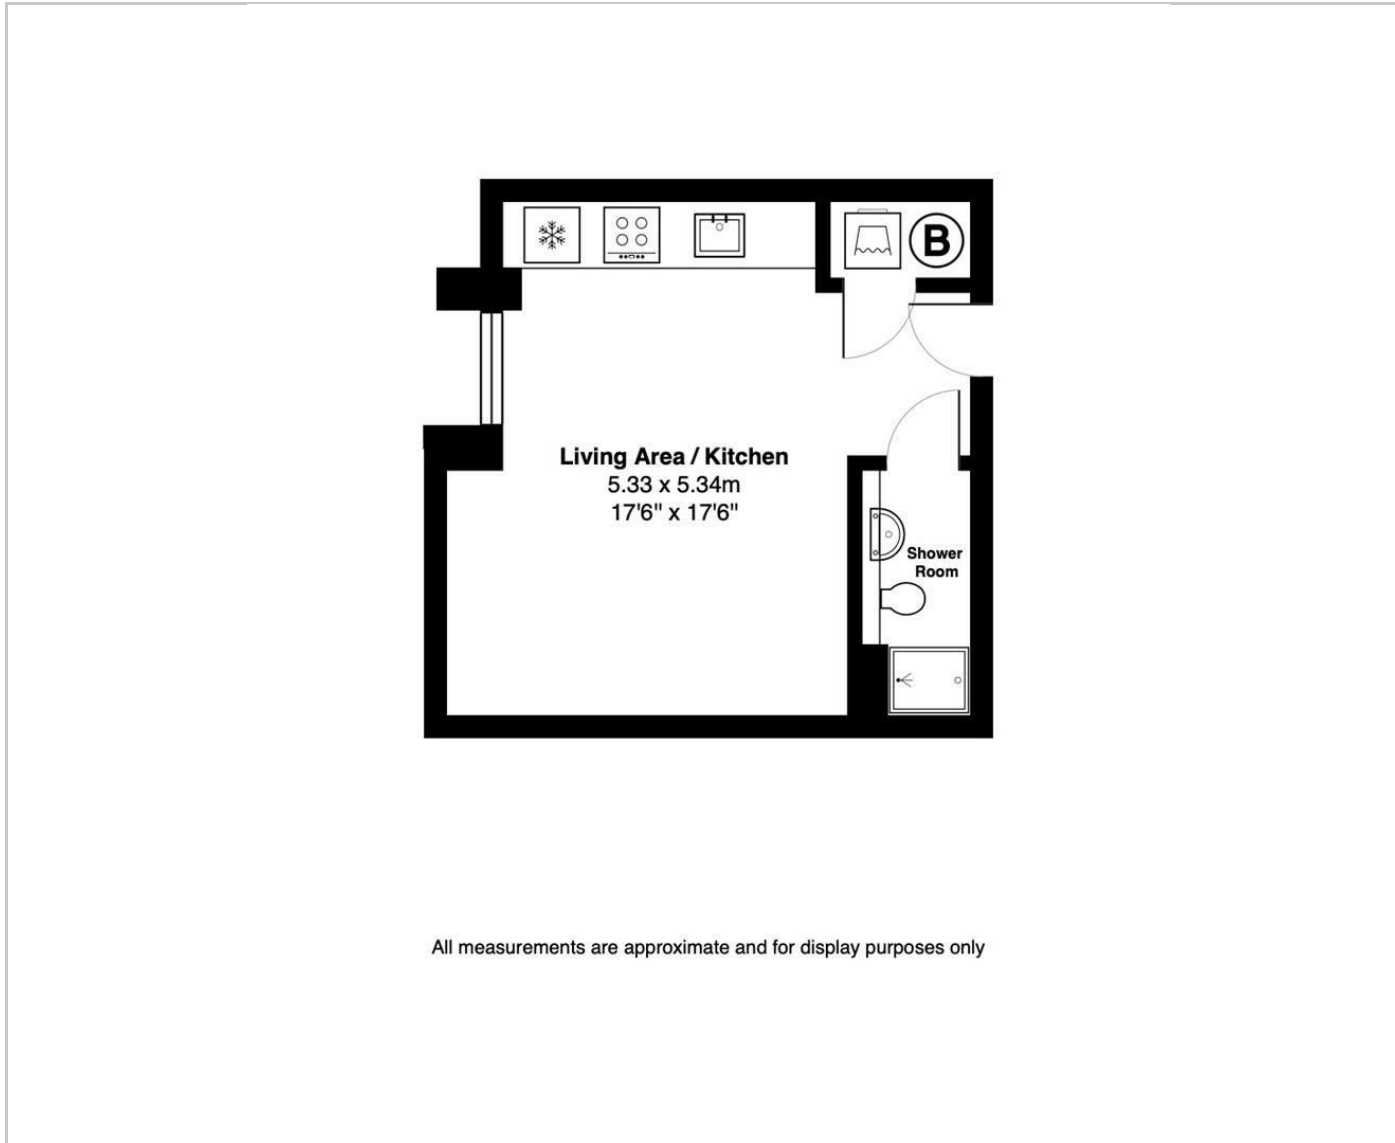 B
Living Area / Kitchen
5.33 x 5.34m
17'6" x 17'6"
Shower
Room
All measurements are approximate and for display purposes only